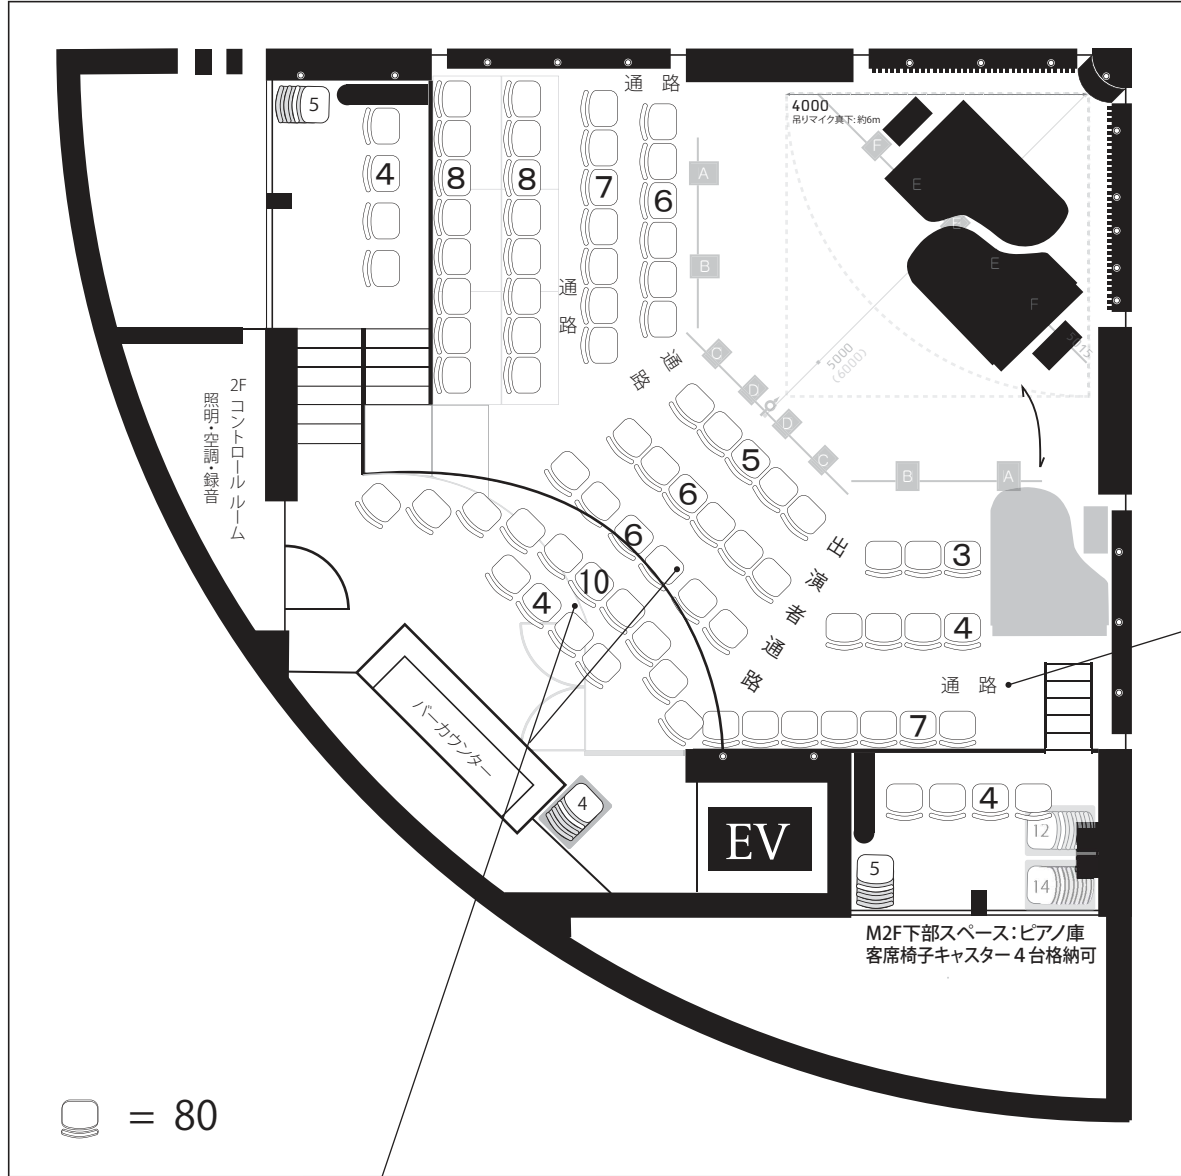 通 路
5
4
8
8
7
6
通 路
通 路
4000
吊りマイク真下: 約6m
F
E
E
E
F
3515
5000
(6000)
A
B
C
D
D
C
B
A
2F コントロール ルーム
照明・空調・録音
5
6
6
10
4
出 演 者 通 路
3
4
通 路
7
バーカウンター
4
EV
4
12
14
5
M2F下部スペース：ピアノ庫
客席椅子キャスター４台格納可
= 80